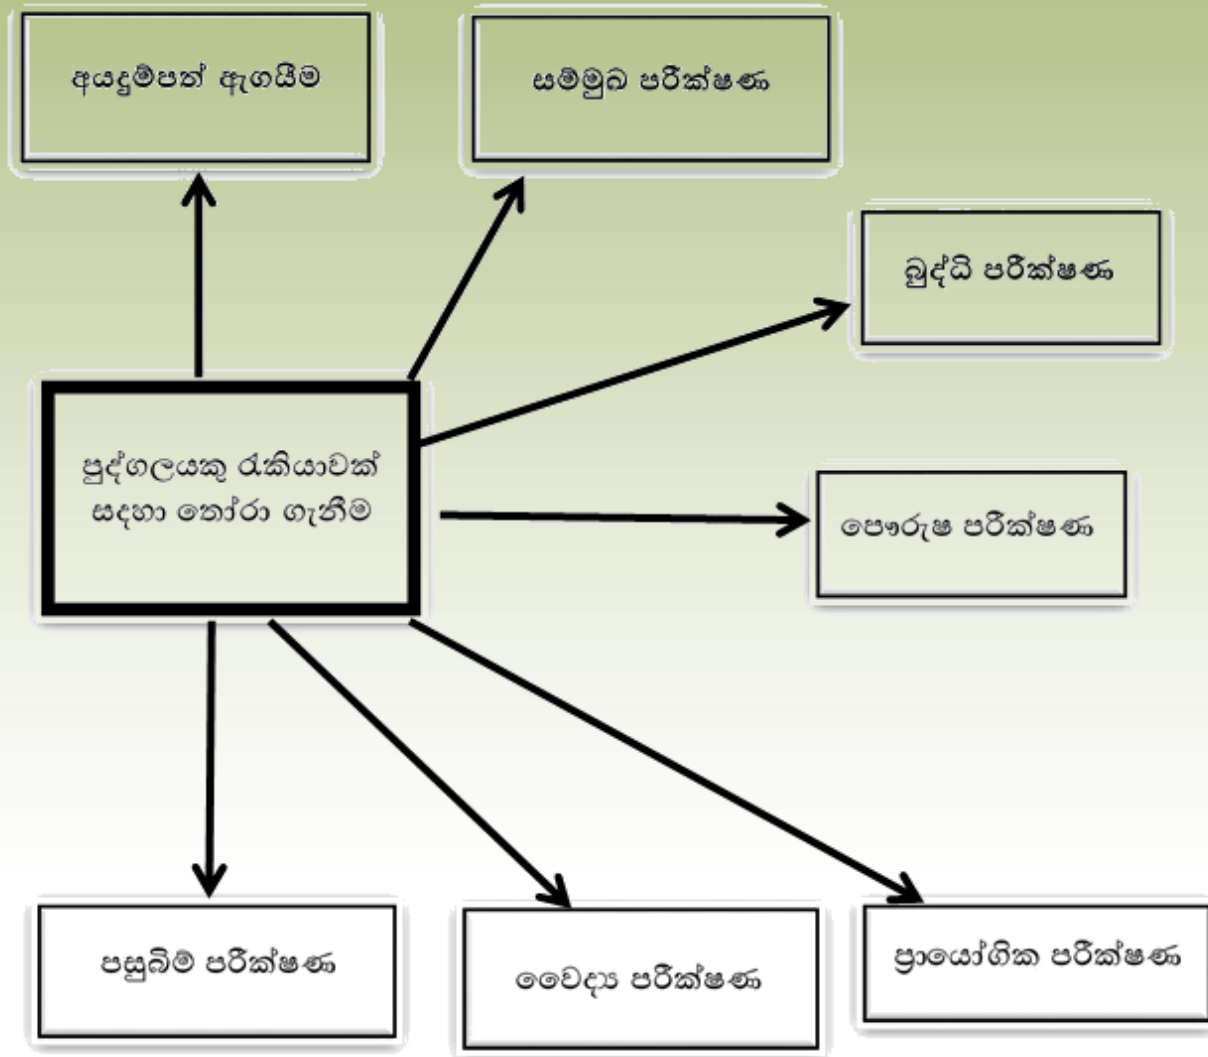 අයදුම්පත් ඇගයීම
සම්මුඛ පරීක්ෂණ
බුද්ධි පරීක්ෂණ
පුද්ගලයකු රැකියාවක්
සදහා තෝරා ගැනීම
පෞරුෂ පරීක්ෂණ
පසුබිම් පරීක්ෂණ
වෛද්‍ය පරීක්ෂණ
ප්‍රායෝගික පරීක්ෂණ